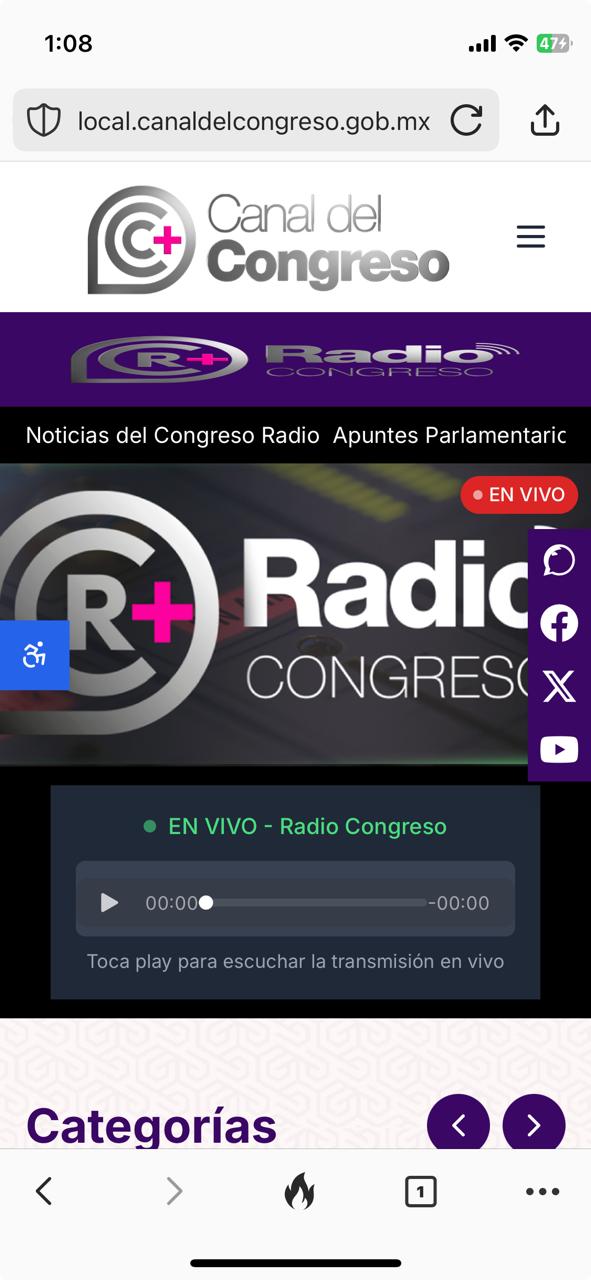 1:08
47
local.canaldelcongreso.gob.mx
Canal del
Congreso
C
R
Radio
CONGRESO
Noticias del Congreso Radio Apuntes Parlamentaric
EN VIVO
R
Radio
CONGRESO
EN VIVO - Radio Congreso
00:00 -00:00
Toca play para escuchar la transmisión en vivo
Categorías
1